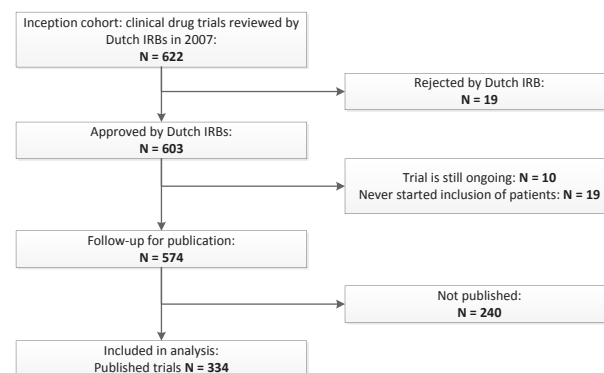 Inception cohort: clinical drug trials reviewed by
Dutch IRBs in 2007:
N = 622
Rejected by Dutch IRB:
N = 19
Approved by Dutch IRBs:
N = 603
Trial is still ongoing: N = 10
Never started inclusion of patients: N = 19
Follow-up for publication:
N = 574
Not published:
N = 240
Included in analysis:
Published trials N = 334